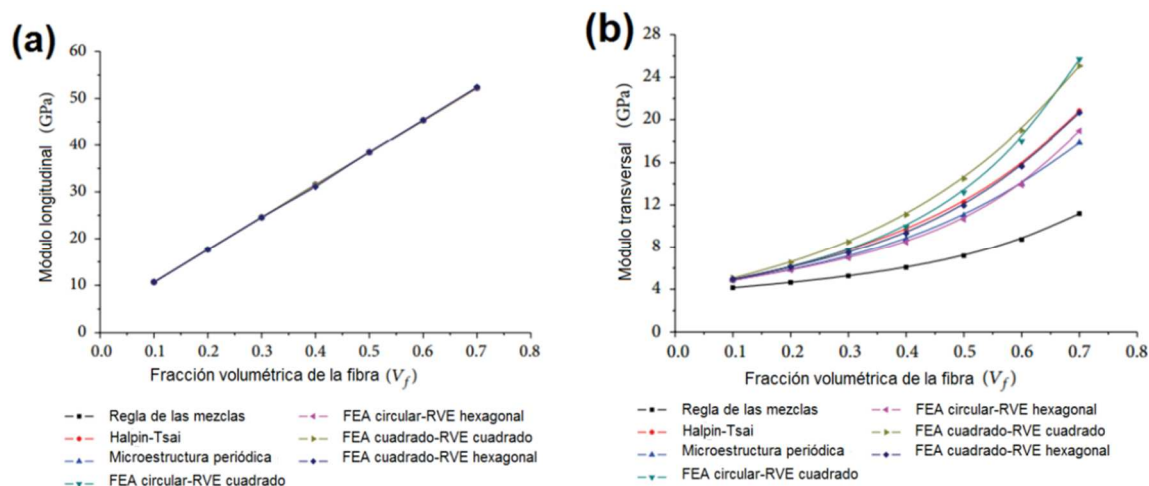 (a)
60
50
40
30
20
10
0
Módulo longitudinal (GPa)
0.0 0.1 0.2 0.3 0.4 0.5 0.6 0.7 0.8
Fracción volumétrica de la fibra (V_f)
Regla de las mezclas
Halpin-Tsai
Microestructura periódica
FEA circular-RVE cuadrado
FEA circular-RVE hexagonal
FEA cuadrado-RVE cuadrado
FEA cuadrado-RVE hexagonal
(b)
28
24
20
16
12
8
4
0
Módulo transversal (GPa)
0.0 0.1 0.2 0.3 0.4 0.5 0.6 0.7 0.8
Fracción volumétrica de la fibra (V_f)
Regla de las mezclas
Halpin-Tsai
Microestructura periódica
FEA circular-RVE cuadrado
FEA circular-RVE hexagonal
FEA cuadrado-RVE cuadrado
FEA cuadrado-RVE hexagonal